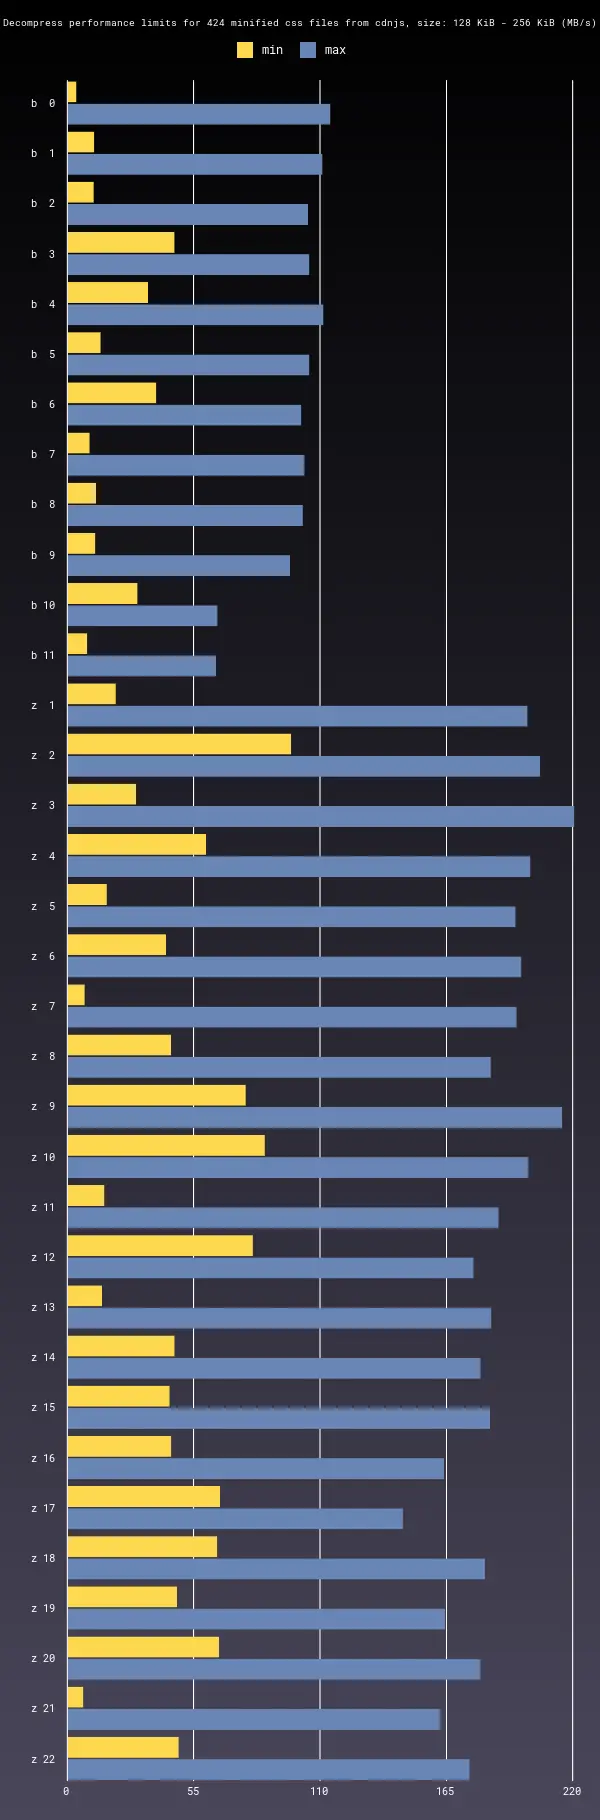 Decompress performance limits for 424 minified css files from cdnjs, size: 128 KiB - 256 KiB (MB/s)
min max
b 0
b 1
b 2
b 3
b 4
b 5
b 6
b 7
b 8
b 9
b 10
b 11
z 1
z 2
z 3
z 4
z 5
z 6
z 7
z 8
z 9
z 10
z 11
z 12
z 13
z 14
z 15
z 16
z 17
z 18
z 19
z 20
z 21
z 22
0 55 110 165 220